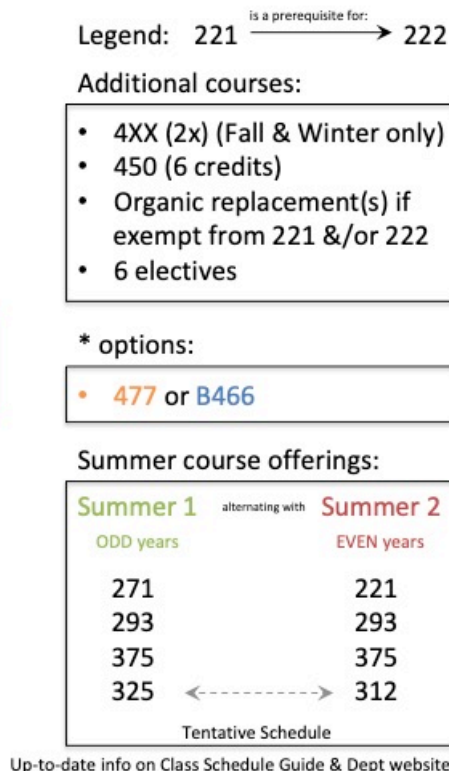 is a prerequisite for:
Legend: 221 222
Additional courses:
• 4XX (2x) (Fall & Winter only)
• 450 (6 credits)
• Organic replacement(s) if
exempt from 221 &/or 222
• 6 electives
* options:
• 477 or B466
Summer course offerings:
Summer 1 alternating with Summer 2
ODD years EVEN years
271 221
293 293
375 375
325 312
Tentative Schedule
Up-to-date info on Class Schedule Guide & Dept website